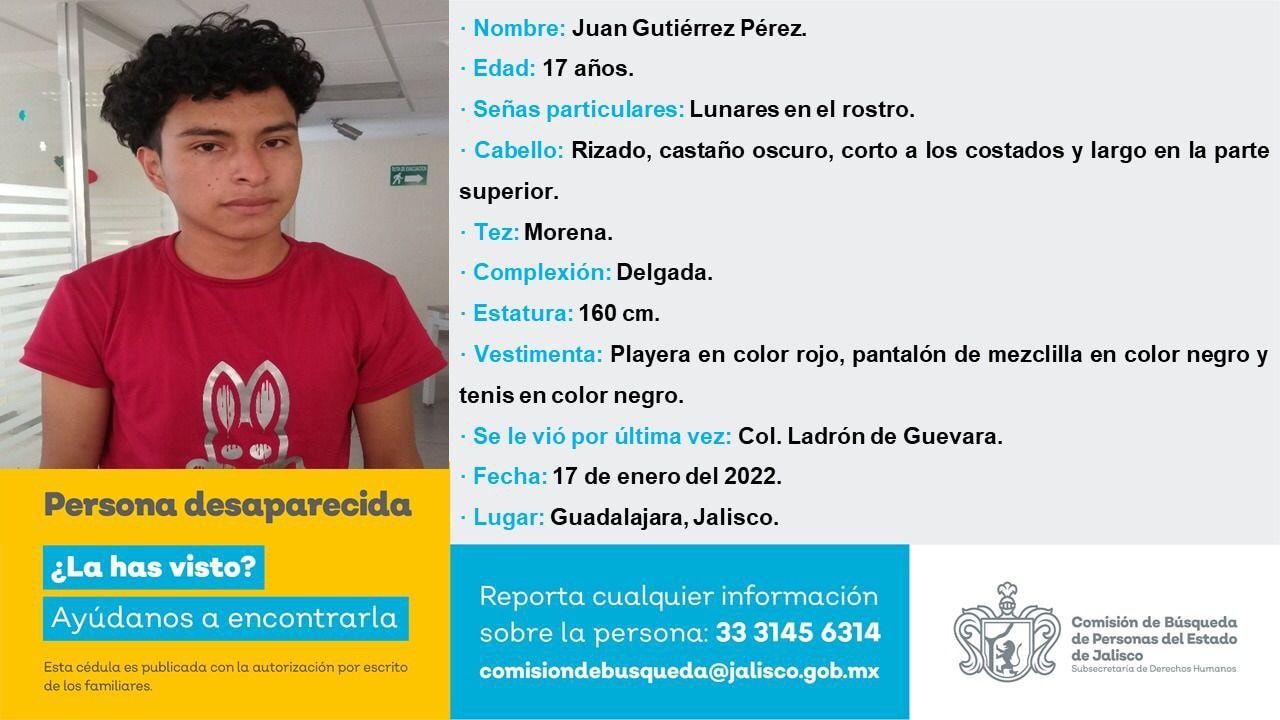 RUTA DE EVACUACIÓN
Persona desaparecida
¿La has visto?
Ayúdanos a encontrarla
Esta cédula es publicada con la autorización por escrito
de los familiares.
· Nombre: Juan Gutiérrez Pérez.
· Edad: 17 años.
· Señas particulares: Lunares en el rostro.
· Cabello: Rizado, castaño oscuro, corto a los costados y largo en la parte
superior.
· Tez: Morena.
· Complexión: Delgada.
· Estatura: 160 cm.
· Vestimenta: Playera en color rojo, pantalón de mezclilla en color negro y
tenis en color negro.
· Se le vió por última vez: Col. Ladrón de Guevara.
· Fecha: 17 de enero del 2022.
· Lugar: Guadalajara, Jalisco.
Reporta cualquier información
sobre la persona: 33 3145 6314
comisiondebusqueda@jalisco.gob.mx
Comisión de Búsqueda
de Personas del Estado
de Jalisco
Subsecretaría de Derechos Humanos